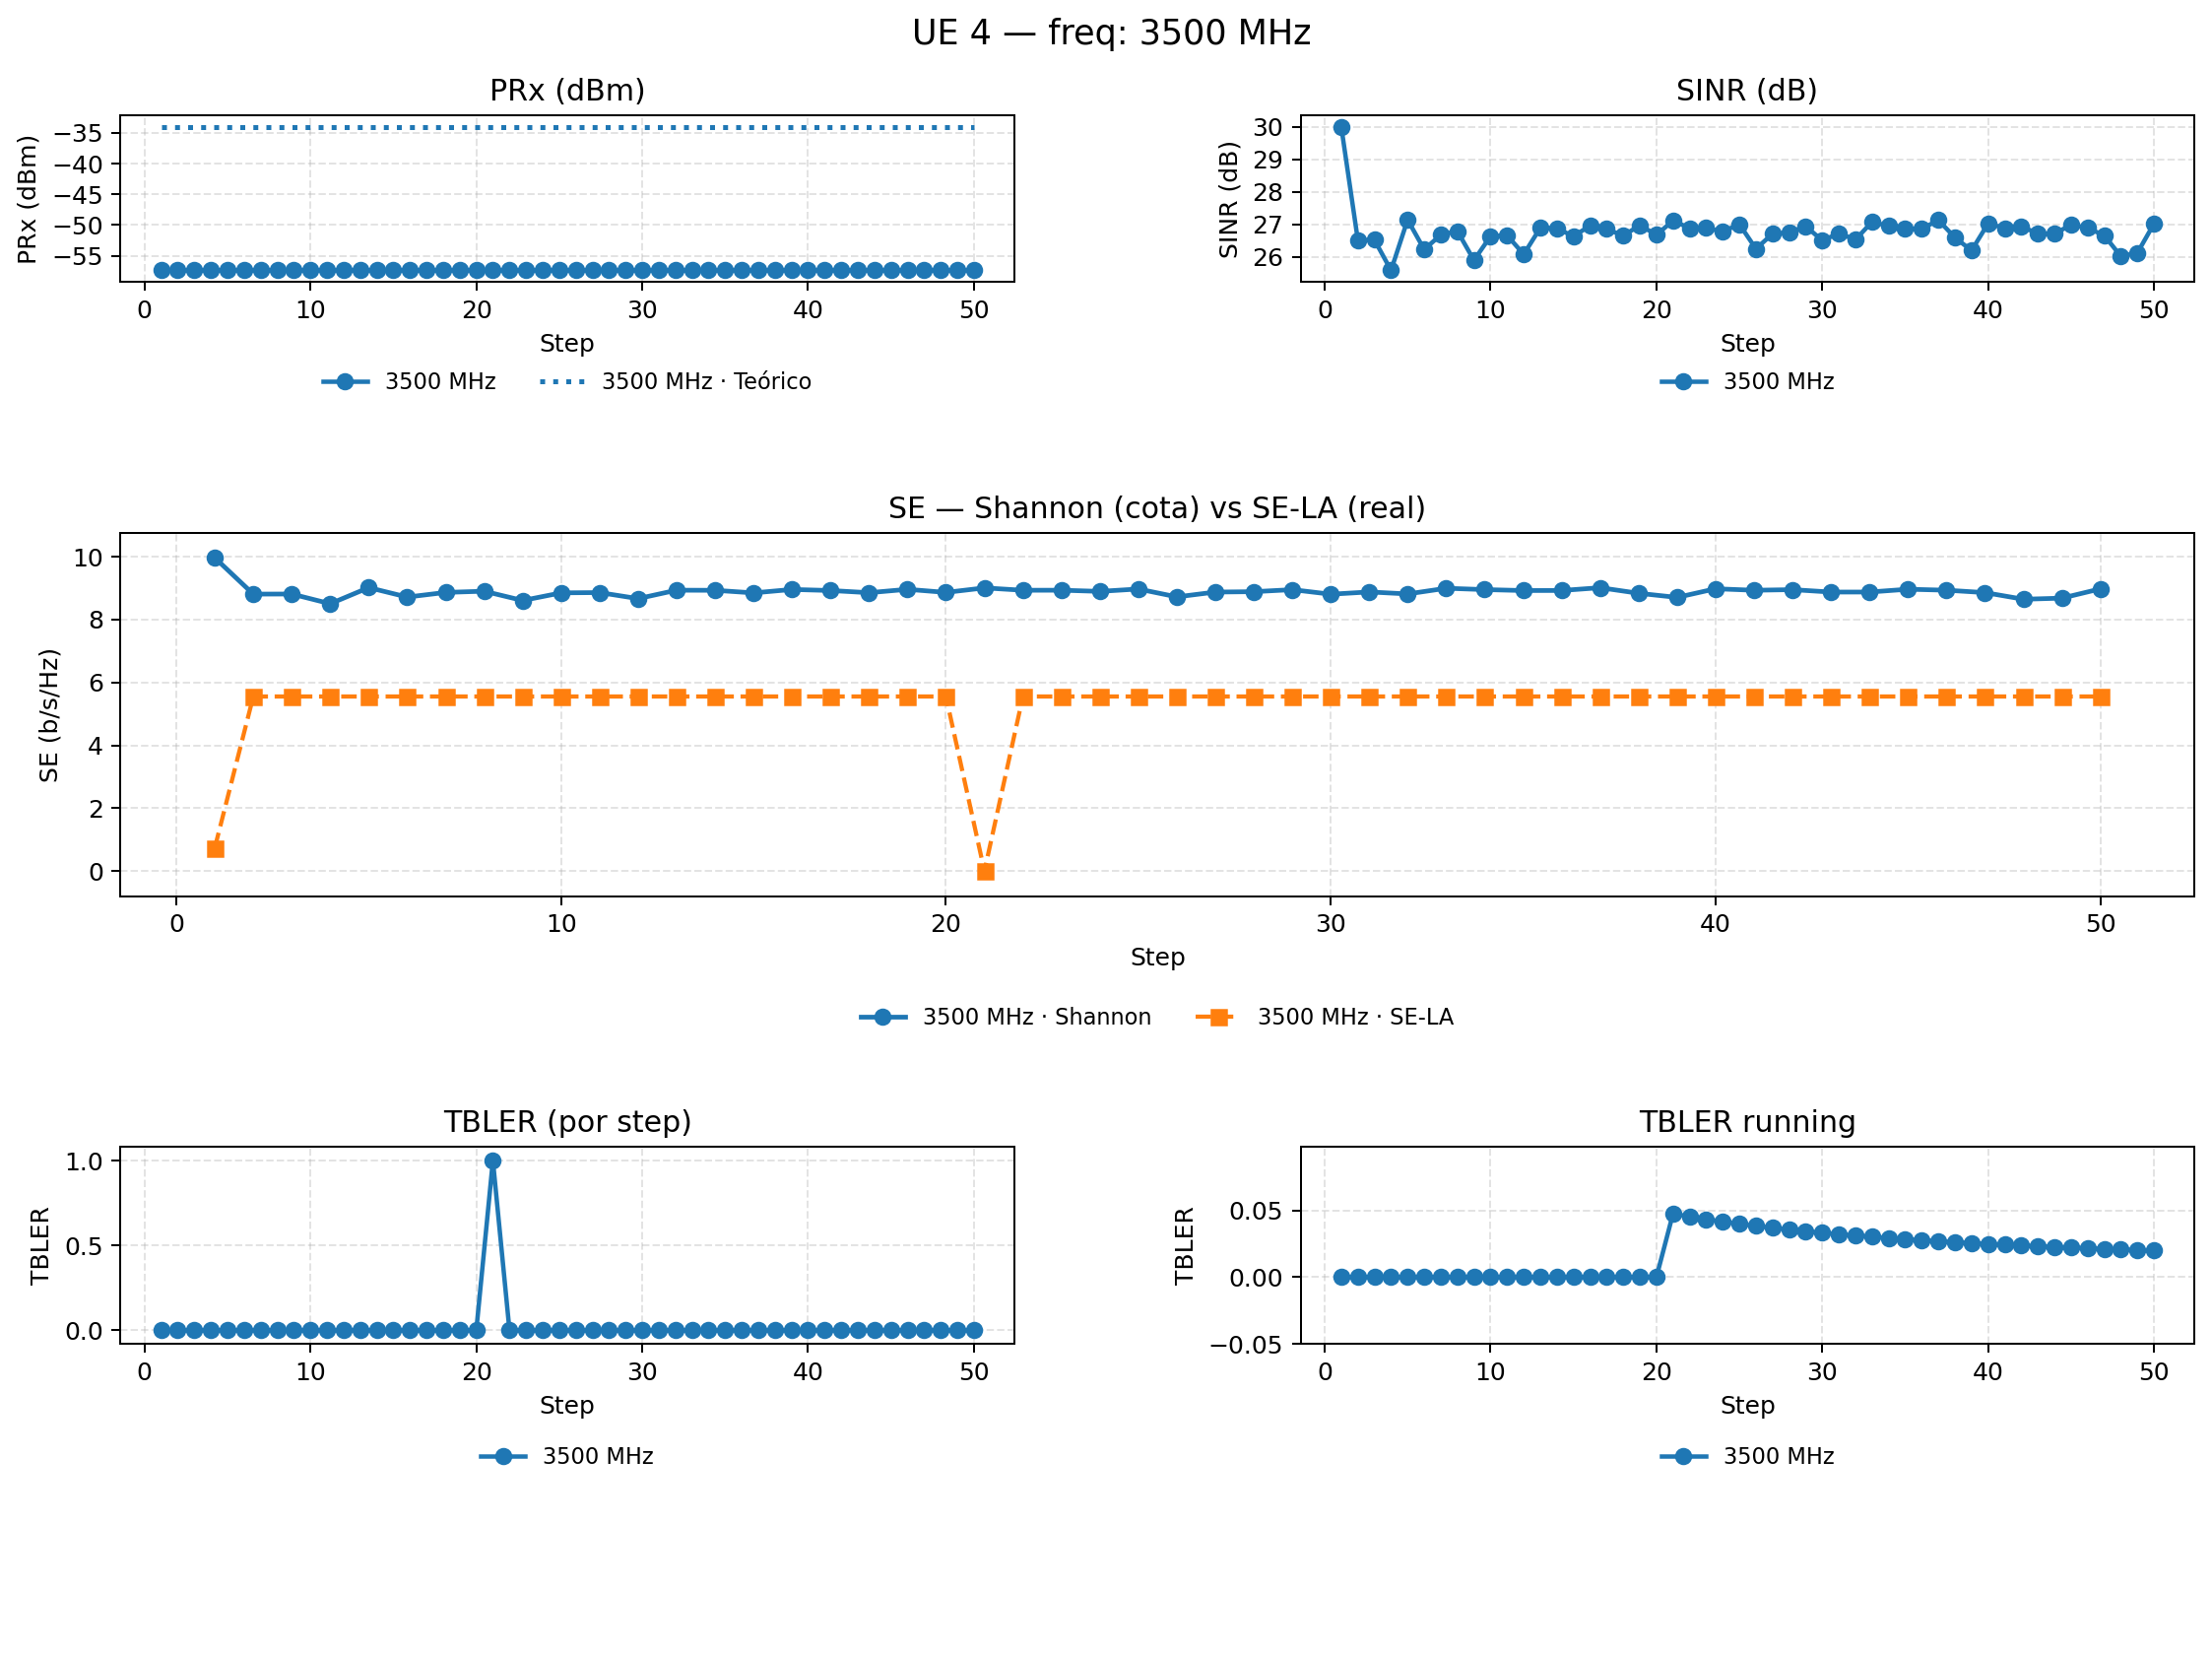 UE 4 — freq: 3500 MHz
PRx (dBm)
PRx (dBm)
−35
−40
−45
−50
−55
0 10 20 30 40 50
Step
3500 MHz 3500 MHz · Teórico
SINR (dB)
SINR (dB)
30
29
28
27
26
0 10 20 30 40 50
Step
3500 MHz
SE — Shannon (cota) vs SE-LA (real)
SE (b/s/Hz)
10
8
6
4
2
0
0 10 20 30 40 50
Step
3500 MHz · Shannon 3500 MHz · SE-LA
TBLER (por step)
TBLER
1.0
0.5
0.0
0 10 20 30 40 50
Step
3500 MHz
TBLER running
TBLER
0.05
0.00
−0.05
0 10 20 30 40 50
Step
3500 MHz